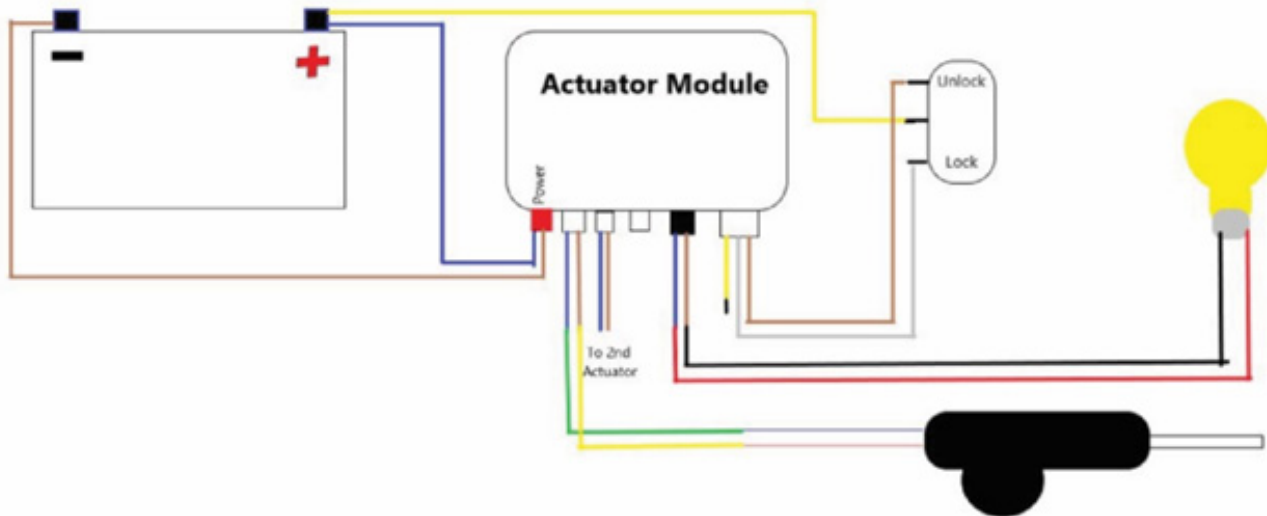 Actuator Module
Unlock
Lock
Power
To 2nd
Actuator